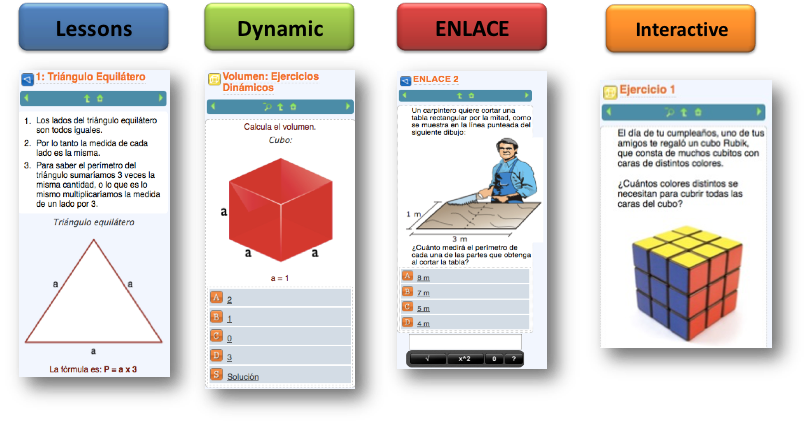 Lessons
Dynamic
ENLACE
Interactive
1: Triángulo Equilátero
1. Los lados del triángulo equilátero
son todos iguales.
2. Por lo tanto la medida de cada
lado es la misma.
3. Para saber el perímetro del
triángulo sumaríamos 3 veces la
misma cantidad, o lo que es lo
mismo multiplicaríamos la medida
de un lado por 3.
Triángulo equilátero
a
a
a
La fórmula es: P = a x 3
Volumen: Ejercicios
Dinámicos
Calcula el volumen.
Cubo:
a
a
a
a = 1
A 2
B 1
C 0
D 3
S Solución
ENLACE 2
Un carpintero quiere cortar una
tabla rectangular por la mitad, como
se muestra en la línea punteada del
siguiente dibujo:
1 m
3 m
¿Cuánto medirá el perímetro de
cada una de las partes que obtenga
al cortar la tabla?
A 8 m
B 7 m
C 5 m
D 4 m
√ x^2 0 ?
Ejercicio 1
El día de tu cumpleaños, uno de tus
amigos te regaló un cubo Rubik,
que consta de muchos cubitos con
caras de distintos colores.
¿Cuántos colores distintos se
necesitan para cubrir todas las
caras del cubo?